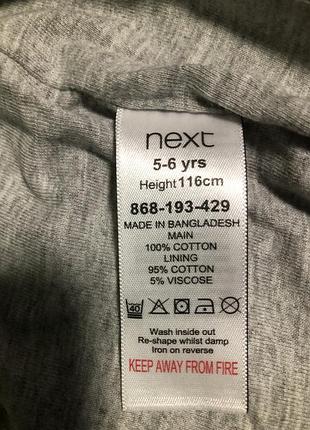 next
5-6 yrs
Height 116cm
868-193-429
MADE IN BANGLADESH
MAIN
100% COTTON
LINING
95% COTTON
5% VISCOSE
40
Wash inside out
Re-shape whilst damp
Iron on reverse
KEEP AWAY FROM FIRE